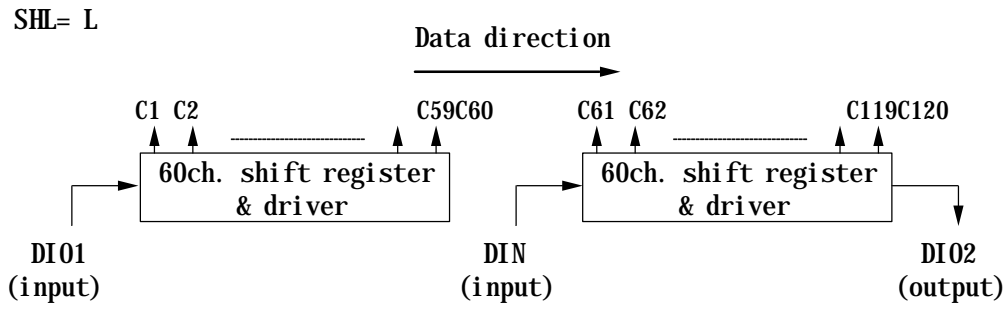 SHL= L
Data direction
C1 C2 C59C60 C61 C62 C119C120
60ch. shift register
& driver
60ch. shift register
& driver
DIO1
(input)
DIN
(input)
DIO2
(output)